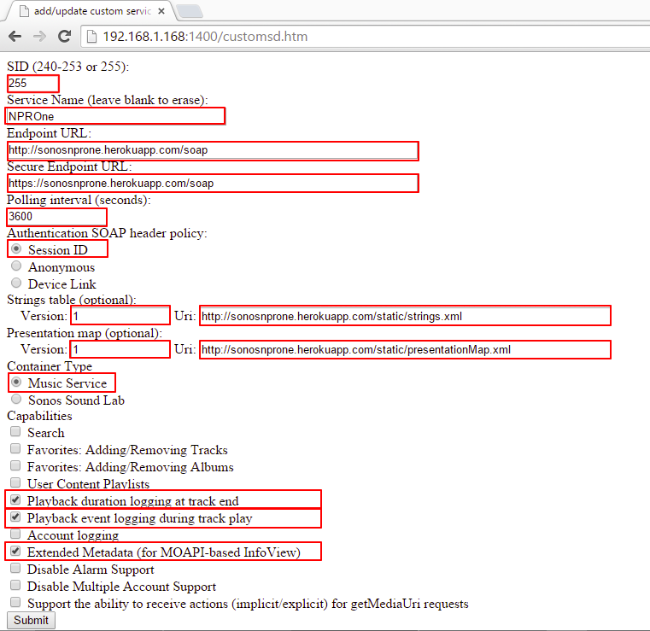 add/update custom servic
192.168.1.168:1400/customsd.htm
SID (240-253 or 255):
255
Service Name (leave blank to erase):
NPROne
Endpoint URL:
http://sonosnprone.herokuapp.com/soap
Secure Endpoint URL:
https://sonosnprone.herokuapp.com/soap
Polling interval (seconds):
3600
Authentication SOAP header policy:
Session ID
Anonymous
Device Link
Strings table (optional):
Version: 1 Uri: http://sonosnprone.herokuapp.com/static/strings.xml
Presentation map (optional):
Version: 1 Uri: http://sonosnprone.herokuapp.com/static/presentationMap.xml
Container Type
Music Service
Sonos Sound Lab
Capabilities
Search
Favorites: Adding/Removing Tracks
Favorites: Adding/Removing Albums
User Content Playlists
Playback duration logging at track end
Playback event logging during track play
Account logging
Extended Metadata (for MOAPI-based InfoView)
Disable Alarm Support
Disable Multiple Account Support
Support the ability to receive actions (implicit/explicit) for getMediaUri requests
Submit